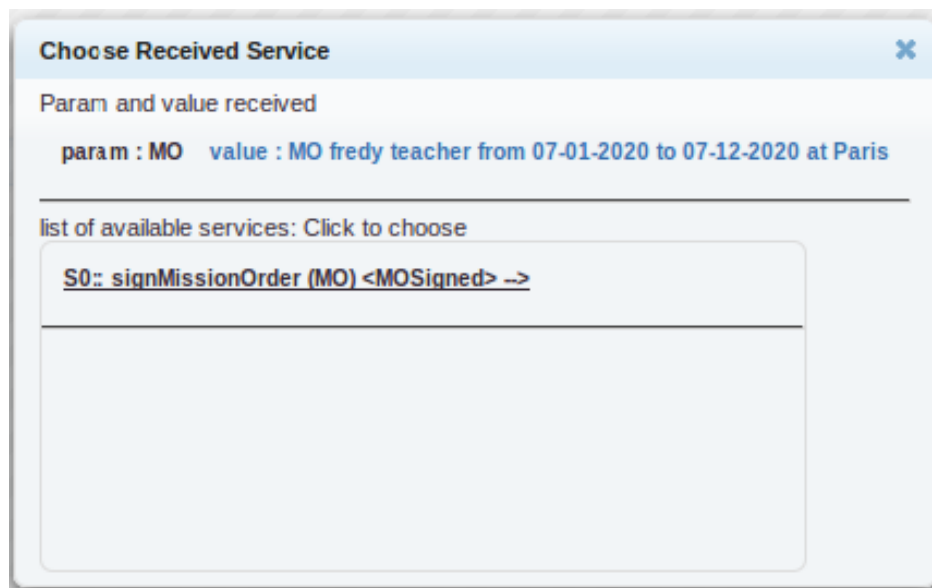 Choose Received Service
Param and value received
param : MO value : MO fredy teacher from 07-01-2020 to 07-12-2020 at Paris
list of available services: Click to choose
S0:: signMissionOrder (MO) <MOSigned> -->